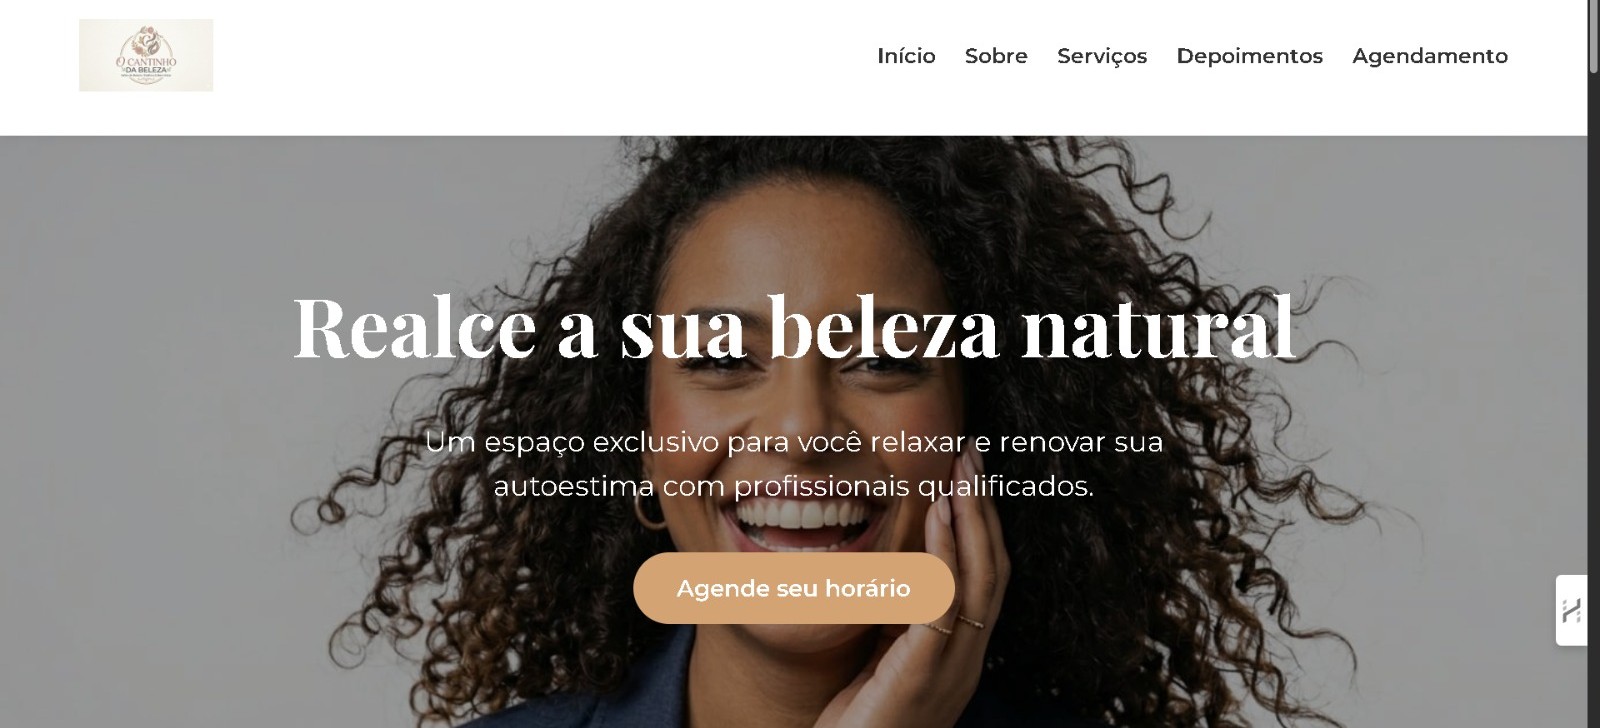 O CANTINHO
DA BELEZA
Início Sobre Serviços Depoimentos Agendamento
Realce a sua beleza natural
Um espaço exclusivo para você relaxar e renovar sua
autoestima com profissionais qualificados.
Agende seu horário